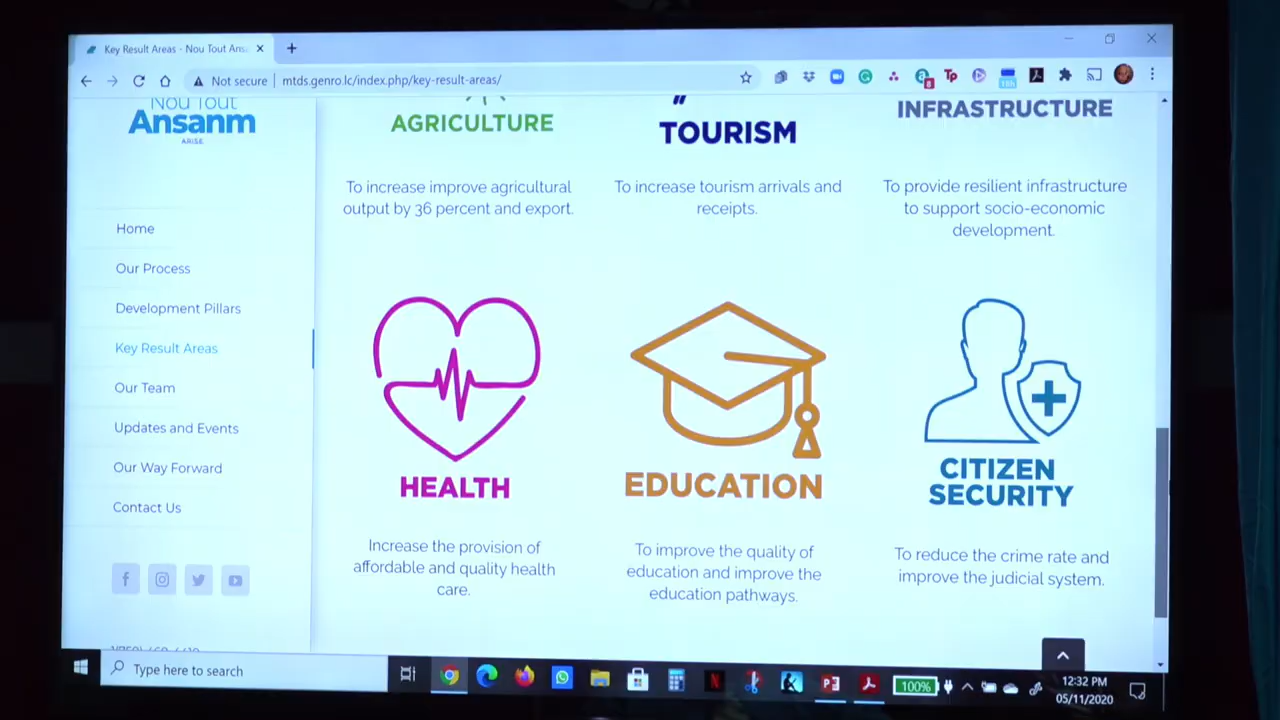 Key Result Areas - Nou Tout Ans
Not secure | mtds.genro.lc/index.php/key-result-areas/
Nou Tout
Ansanm
ARISE
Home
Our Process
Development Pillars
Key Result Areas
Our Team
Updates and Events
Our Way Forward
Contact Us
AGRICULTURE
To increase improve agricultural
output by 36 percent and export.
TOURISM
To increase tourism arrivals and
receipts.
INFRASTRUCTURE
To provide resilient infrastructure
to support socio-economic
development.
HEALTH
Increase the provision of
affordable and quality health
care.
EDUCATION
To improve the quality of
education and improve the
education pathways.
CITIZEN
SECURITY
To reduce the crime rate and
improve the judicial system.
Type here to search
100%
12:32 PM
05/11/2020